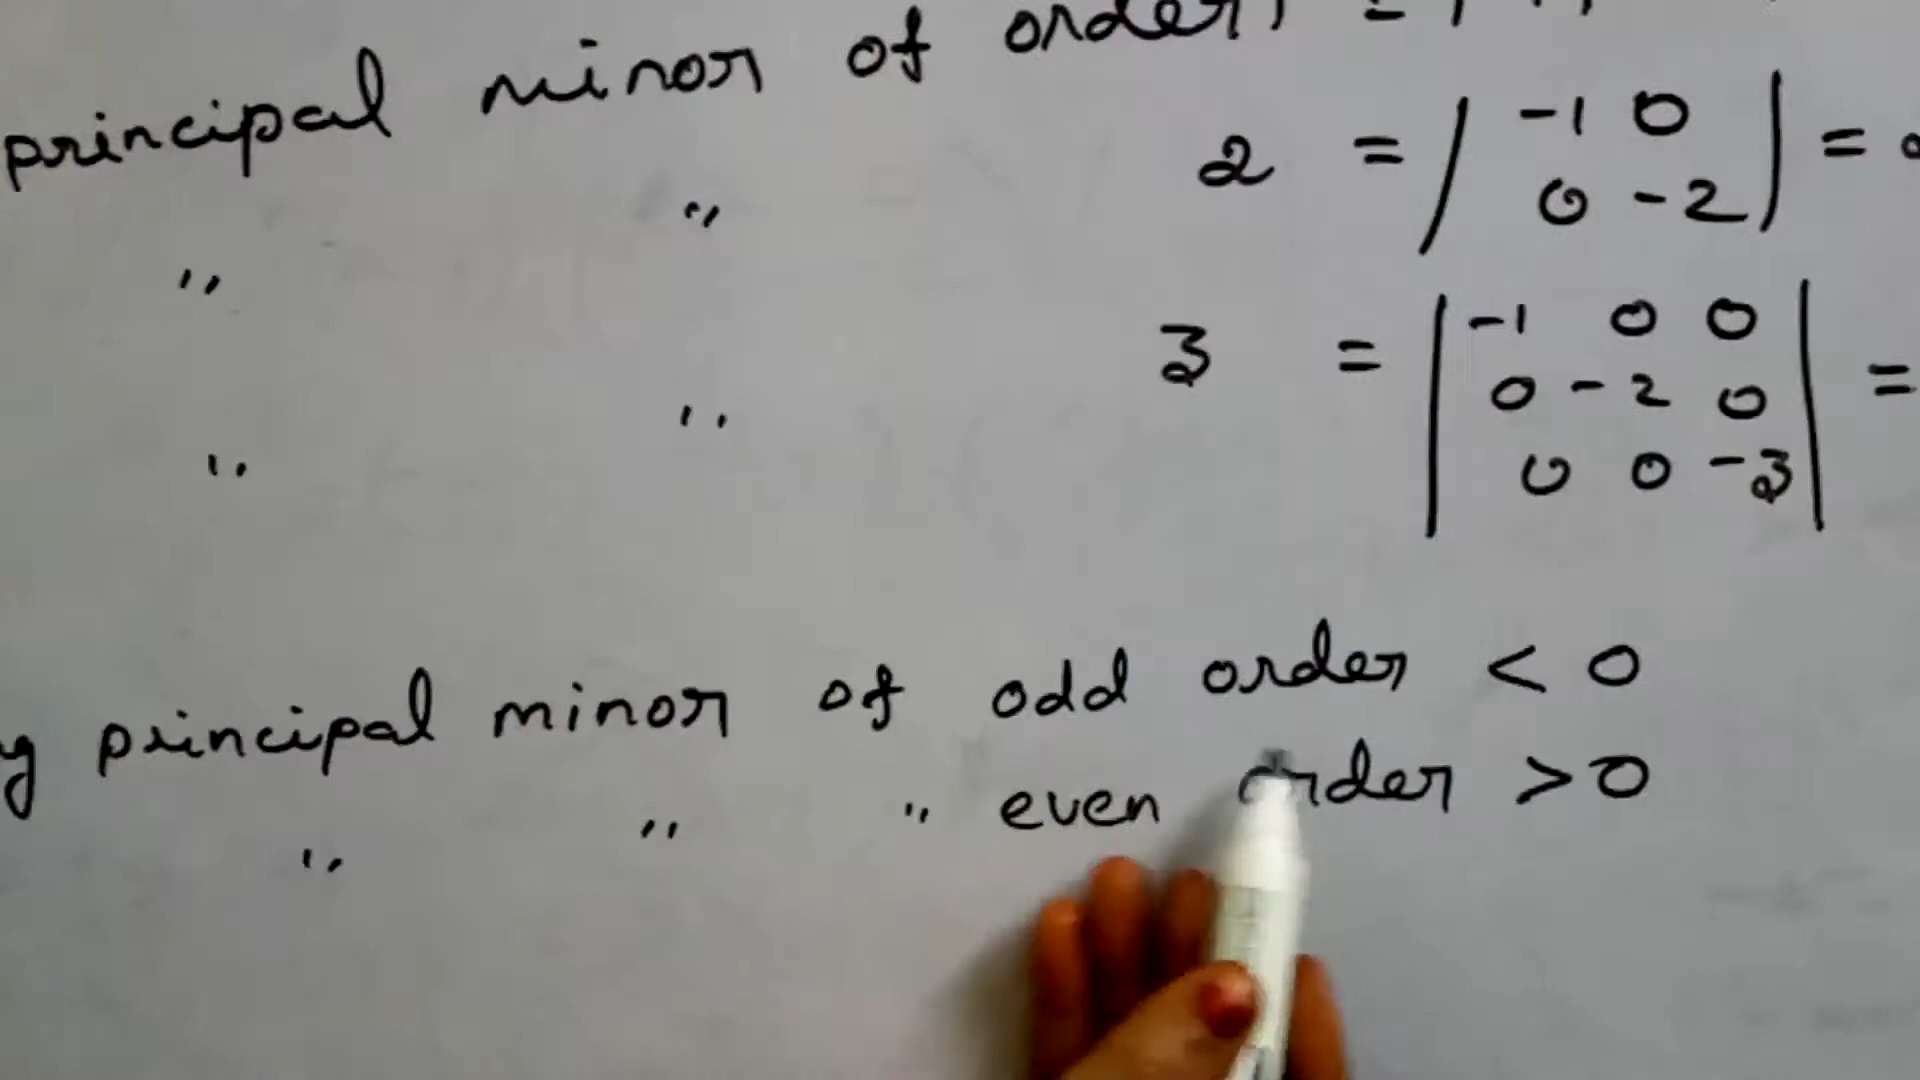 principal minor of order 1 =
" " 2 = | -1 0 | =
0 -2
" " 3 = | -1 0 0 | =
0 -2 0
0 0 -3
principal minor of odd order < 0
" " " even order > 0